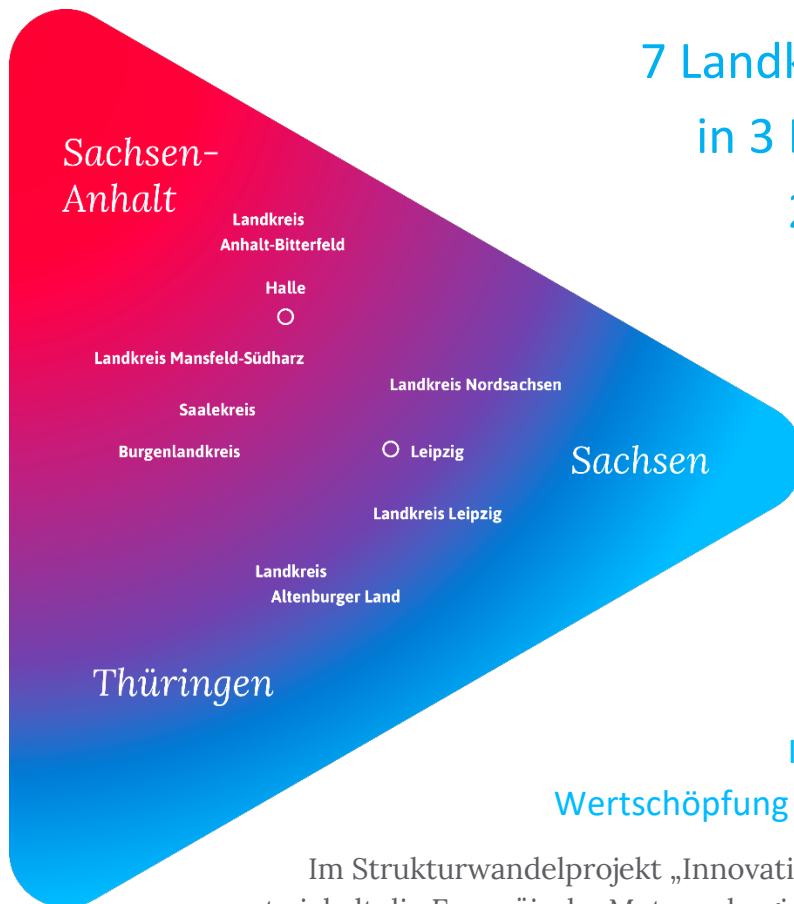 7 Landk
in 3
Sachsen-
Anhalt
Landkreis
Anhalt-Bitterfeld
Halle
Landkreis Mansfeld-Südharz
Landkreis Nordsachsen
Saalekreis
Burgenlandkreis
Leipzig
Sachsen
Landkreis Leipzig
Landkreis
Altenburger Land
Thüringen
Wertschöpfung
Im Strukturwandelprojekt „Innovati